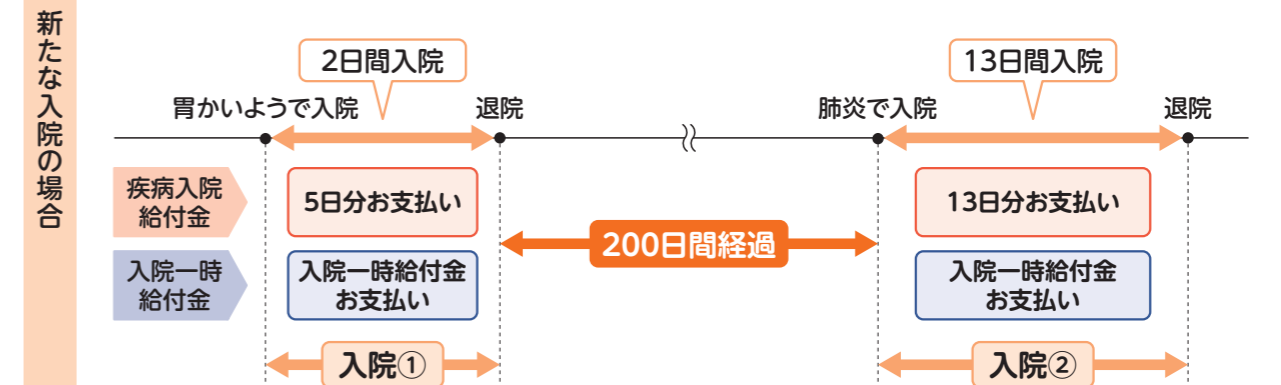 新たな入院の場合
2日間入院
13日間入院
胃かいようで入院
退院
肺炎で入院
退院
疾病入院
給付金
5日分お支払い
13日分お支払い
200日間経過
入院一時
給付金
入院一時給付金
お支払い
入院一時給付金
お支払い
入院①
入院②